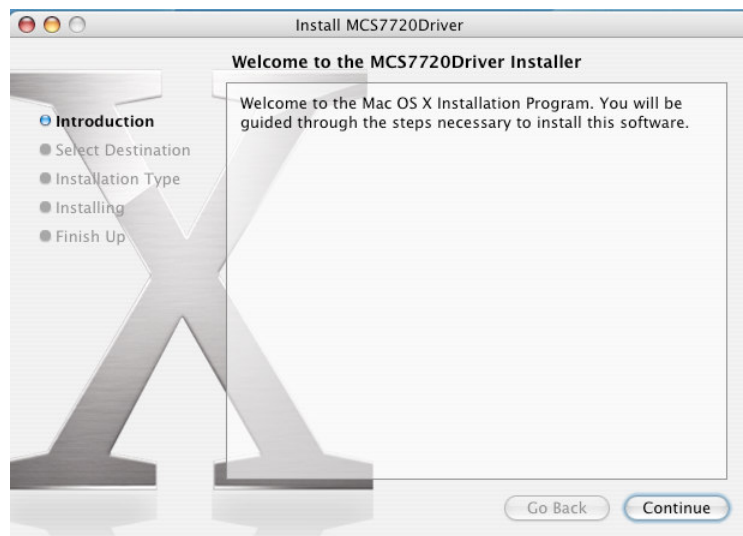 Install MCS7720Driver
Welcome to the MCS7720Driver Installer
Introduction
Select Destination
Installation Type
Installing
Finish Up
Welcome to the Mac OS X Installation Program. You will be
guided through the steps necessary to install this software.
Go Back
Continue